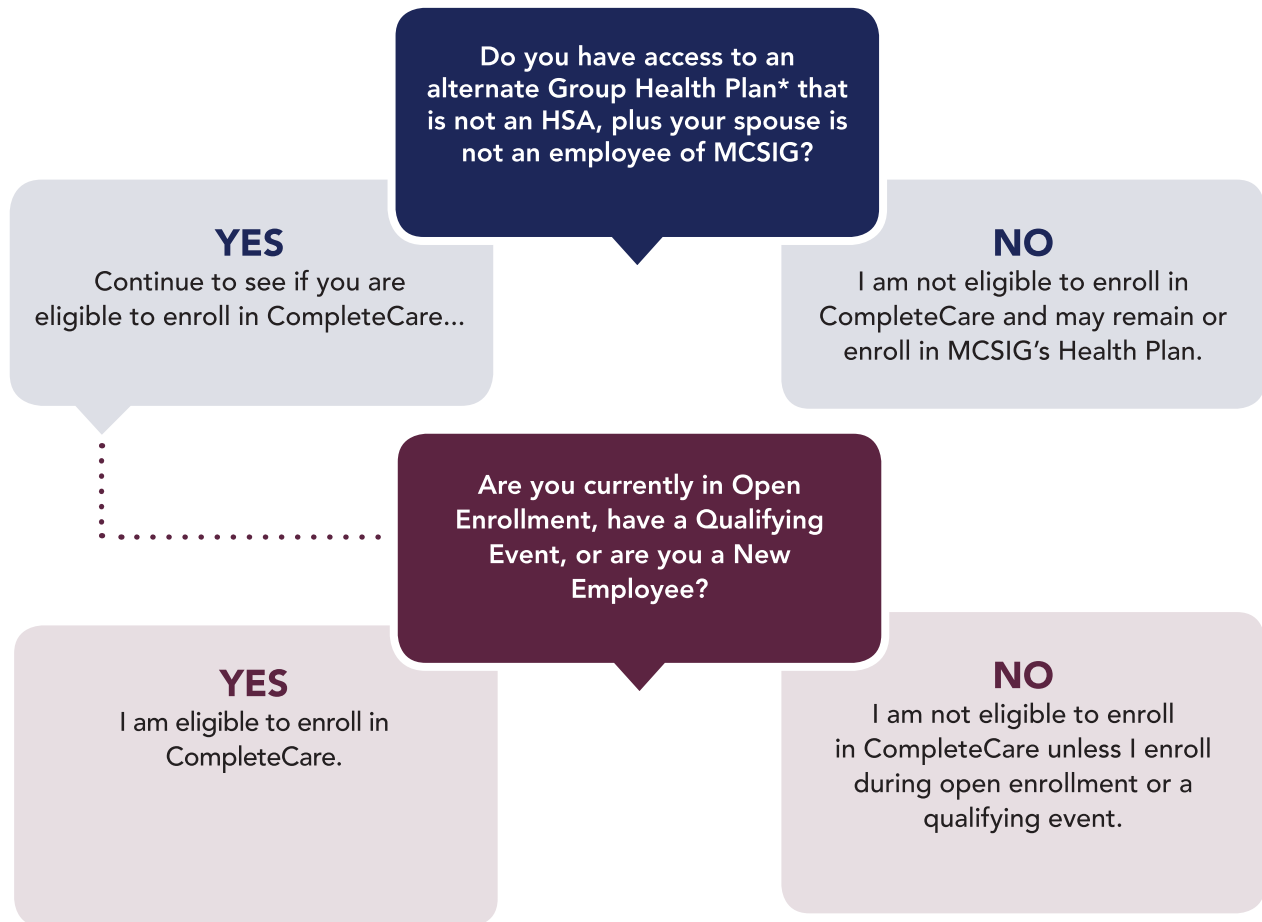 Do you have access to an
alternate Group Health Plan* that
is not an HSA, plus your spouse is
not an employee of MCSIG?
YES
Continue to see if you are
eligible to enroll in CompleteCare...
NO
I am not eligible to enroll in
CompleteCare and may remain or
enroll in MCSIG’s Health Plan.
Are you currently in Open
Enrollment, have a Qualifying
Event, or are you a New
Employee?
YES
I am eligible to enroll in
CompleteCare.
NO
I am not eligible to enroll
in CompleteCare unless I enroll
during open enrollment or a
qualifying event.